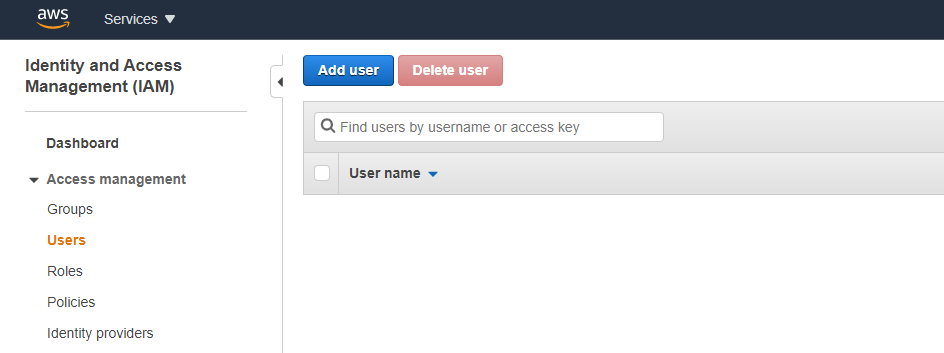 aws
Services
Identity and Access
Management (IAM)
Dashboard
Access management
Groups
Users
Roles
Policies
Identity providers
Add user
Delete user
Find users by username or access key
User name